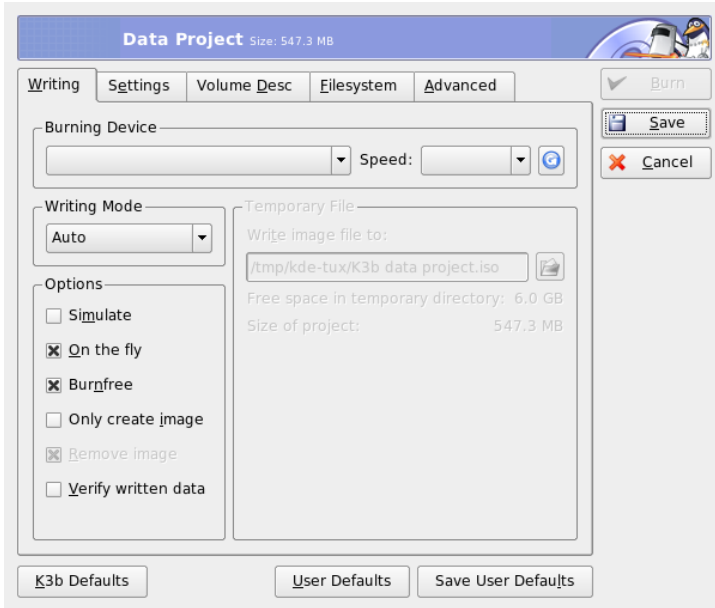 Data Project Size: 547.3 MB
Writing Settings Volume Desc Filesystem Advanced
Burn
Save
Cancel
Burning Device
Speed:
Writing Mode
Auto
Options
Simulate
On the fly
Burnfree
Only create image
Remove image
Verify written data
Temporary File
Write image file to:
/tmp/kde-tux/K3b data project.iso
Free space in temporary directory: 6.0 GB
Size of project: 547.3 MB
K3b Defaults User Defaults Save User Defaults